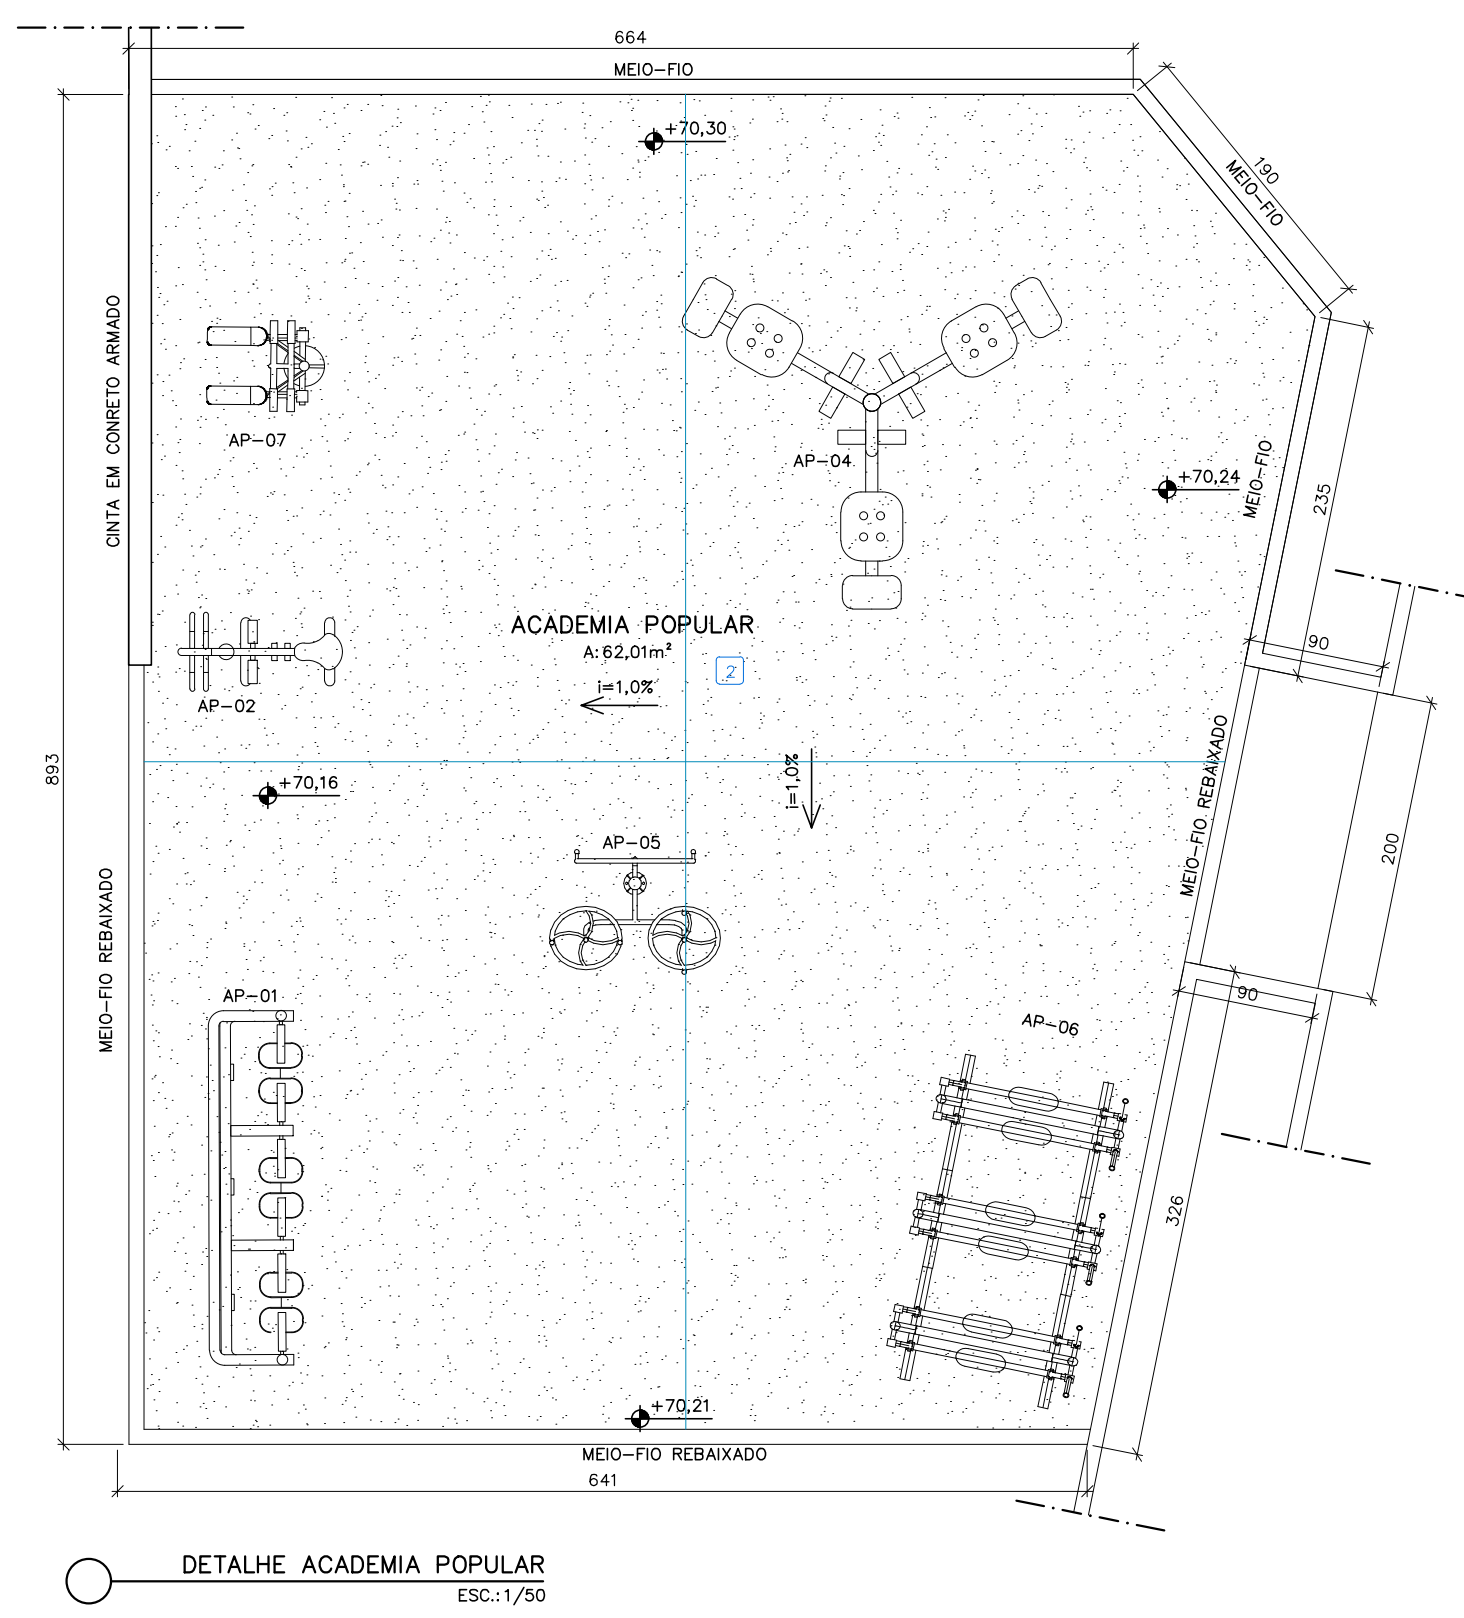 664
MEIO-FIO
+70,30
190
MEIO-FIO
CINTA EM CONRETO ARMADO
AP-07
AP-04
+70,24
MEIO-FIO
235
ACADEMIA POPULAR
A:62,01m²
2
i=1,0%
90
AP-02
893
+70,16
i=1,0%
MEIO-FIO REBAIXADO
200
AP-05
MEIO-FIO REBAIXADO
AP-01
90
AP-06
326
+70,21
MEIO-FIO REBAIXADO
641
DETALHE ACADEMIA POPULAR
ESC.:1/50